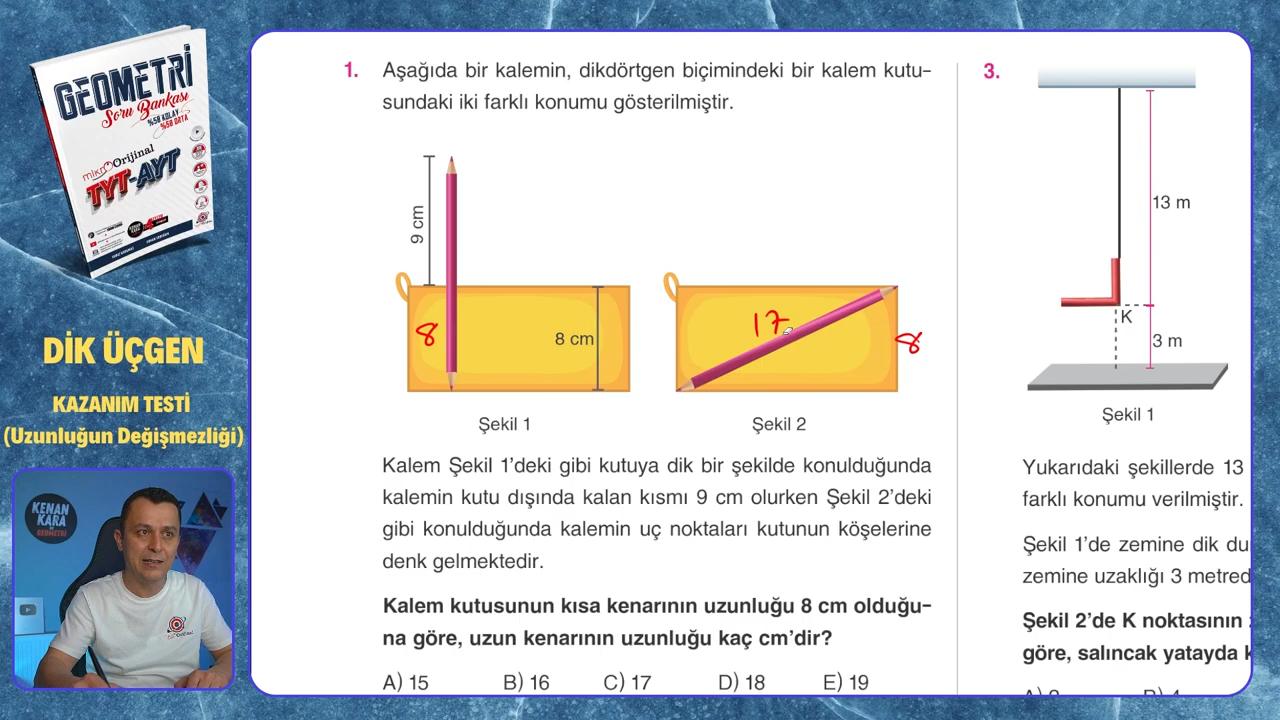 GEOMETRİ
Soru Bankası
%50 KOLAY
%50 ORTA
mikro Orijinal
TYT-AYT
DİK ÜÇGEN
KAZANIM TESTİ
(Uzunluğun Değişmezliği)
KENAN
KARA
GEOMETRİ
1. Aşağıda bir kalemin, dikdörtgen biçimindeki bir kalem kutu-
sundaki iki farklı konumu gösterilmiştir.
9 cm
8
8 cm
17
8
Şekil 1
Şekil 2
Kalem Şekil 1’deki gibi kutuya dik bir şekilde konulduğunda
kalemin kutu dışında kalan kısmı 9 cm olurken Şekil 2’deki
gibi konulduğunda kalemin uç noktaları kutunun köşelerine
denk gelmektedir.
Kalem kutusunun kısa kenarının uzunluğu 8 cm olduğu-
na göre, uzun kenarının uzunluğu kaç cm’dir?
A) 15 B) 16 C) 17 D) 18 E) 19
3.
13 m
K
3 m
Şekil 1
Yukarıdaki şekillerde 13
farklı konumu verilmiştir.
Şekil 1’de zemine dik du
zemine uzaklığı 3 metred
Şekil 2’de K noktasının
göre, salıncak yatayda